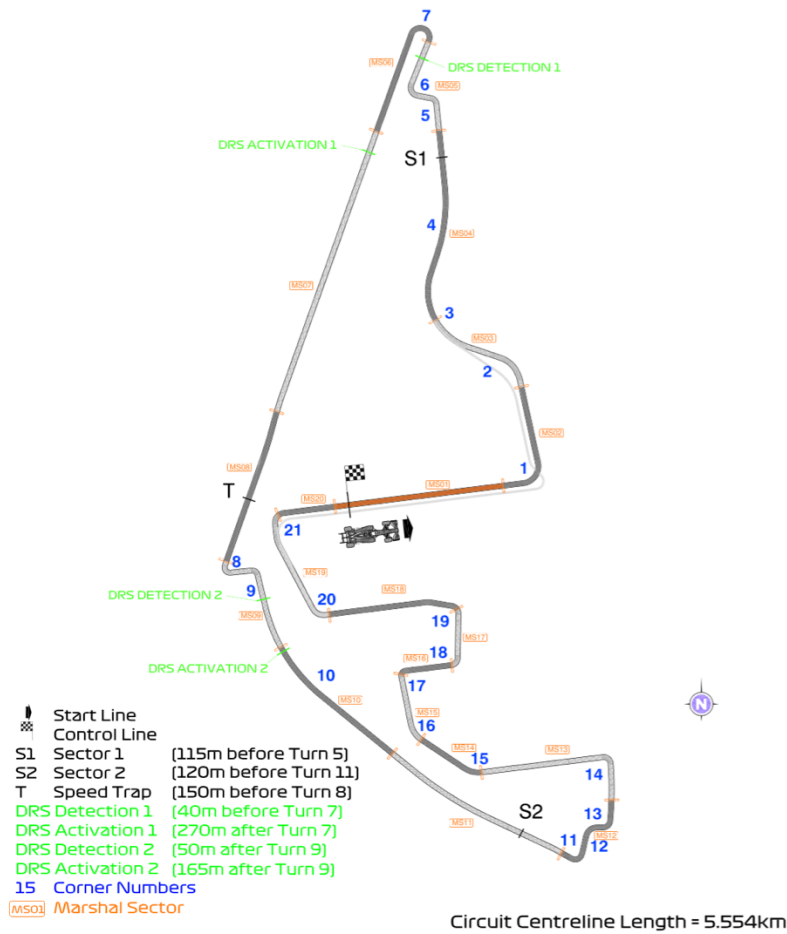 7
MS06
DRS DETECTION 1
6
MS05
5
DRS ACTIVATION 1
S1
4
MS04
MS07
3
MS03
2
MS02
MS08
1
T
MS01
MS20
21
8
MS19
9
DRS DETECTION 2
MS18
20
MS09
19
MS17
18
MS16
DRS ACTIVATION 2
10
17
MS10
N
MS15
16
Start Line
Control Line
MS14
15
MS13
S1 Sector 1 (115m before Turn 5)
14
S2 Sector 2 (120m before Turn 11)
T Speed Trap (150m before Turn 8)
DRS Detection 1 (40m before Turn 7)
S2
13
DRS Activation 1 (270m after Turn 7)
MS11
MS12
DRS Detection 2 (50m after Turn 9)
11
12
DRS Activation 2 (165m after Turn 9)
15 Corner Numbers
MS01 Marshal Sector
Circuit Centreline Length = 5.554km